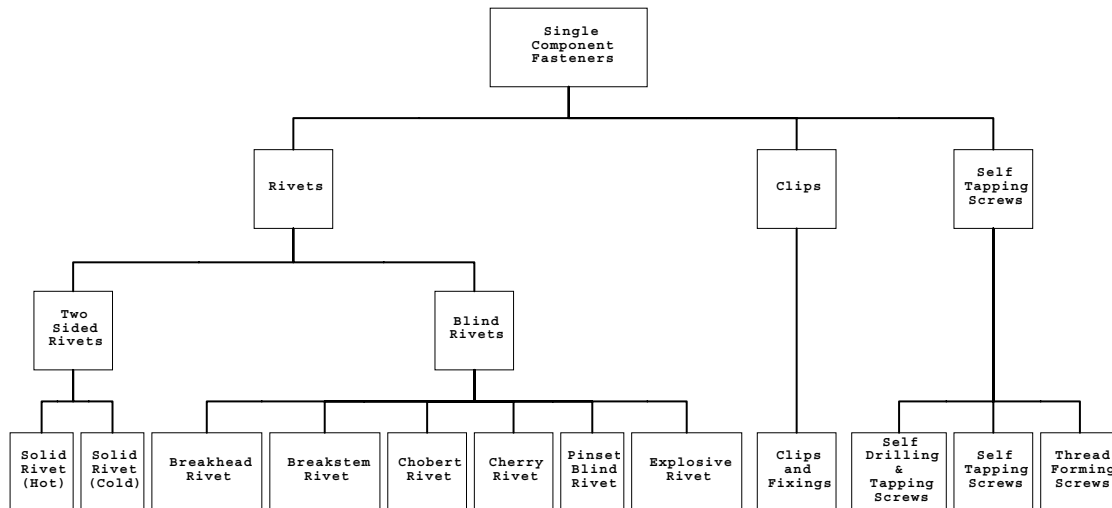 Single
Component
Fasteners
Rivets
Clips
Self
Tapping
Screws
Two
Sided
Rivets
Blind
Rivets
Solid
Rivet
(Hot)
Solid
Rivet
(Cold)
Breakhead
Rivet
Breakstem
Rivet
Chobert
Rivet
Cherry
Rivet
Pinset
Blind
Rivet
Explosive
Rivet
Clips
and
Fixings
Self
Drilling
&
Tapping
Screws
Self
Tapping
Screws
Thread
Forming
Screws